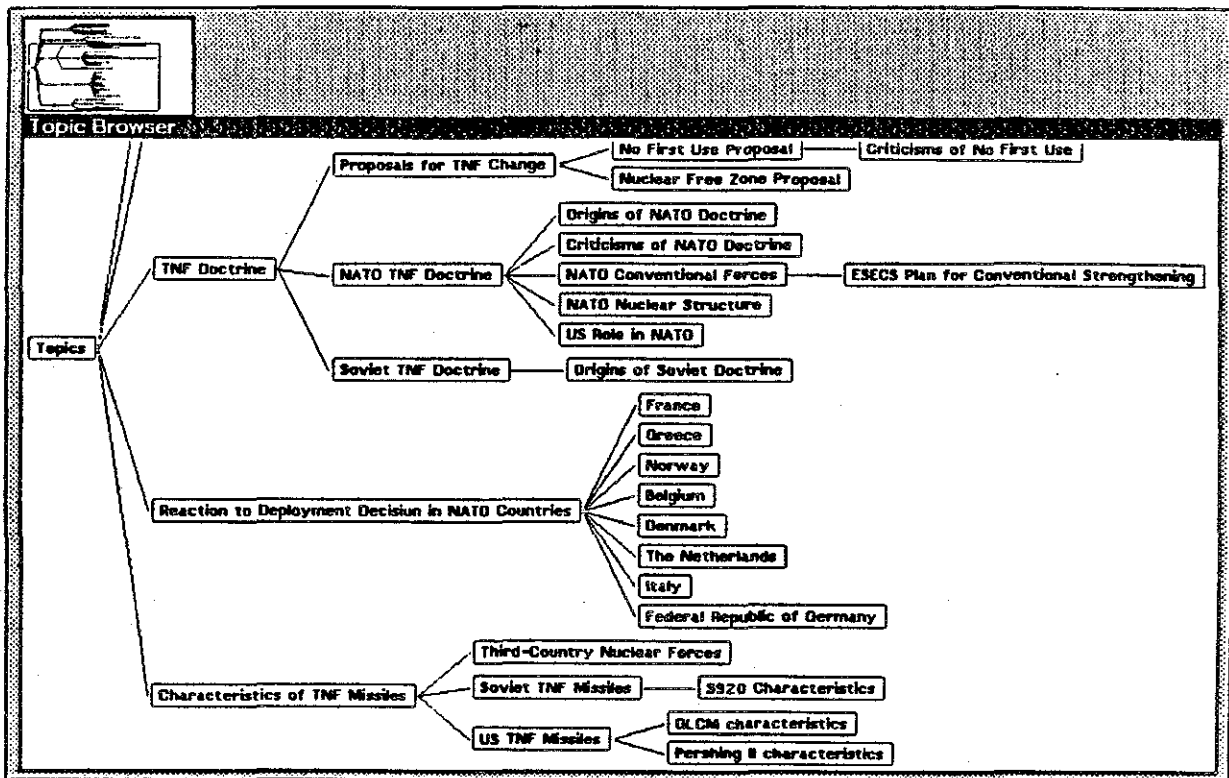 Topic Browser
No First Use Proposal
Criticisms of No First Use
Proposals for TNF Change
Nuclear Free Zone Proposal
Origins of NATO Doctrine
Criticisms of NATO Doctrine
TNF Doctrine
NATO TNF Doctrine
NATO Conventional Forces
ESECS Plan for Conventional Strengthening
NATO Nuclear Structure
US Role in NATO
Topics
Soviet TNF Doctrine
Origins of Soviet Doctrine
France
Greece
Norway
Belgium
Reaction to Deployment Decision in NATO Countries
Denmark
The Netherlands
Italy
Federal Republic of Germany
Third-Country Nuclear Forces
Characteristics of TNF Missiles
Soviet TNF Missiles
SS20 Characteristics
GLCM characteristics
US TNF Missiles
Pershing II characteristics